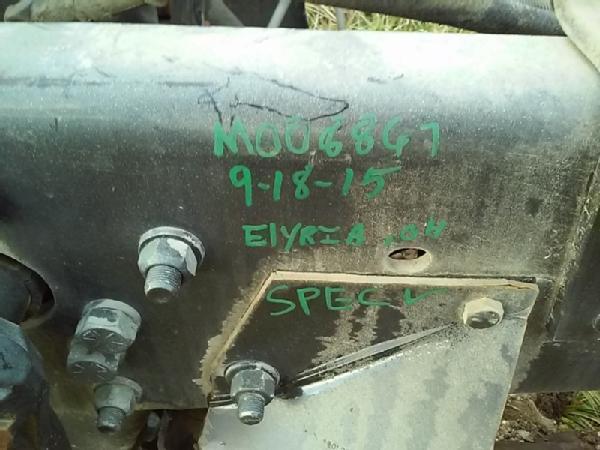 M006867
9-18-15
ElYRIA, OH
SPEC ✓